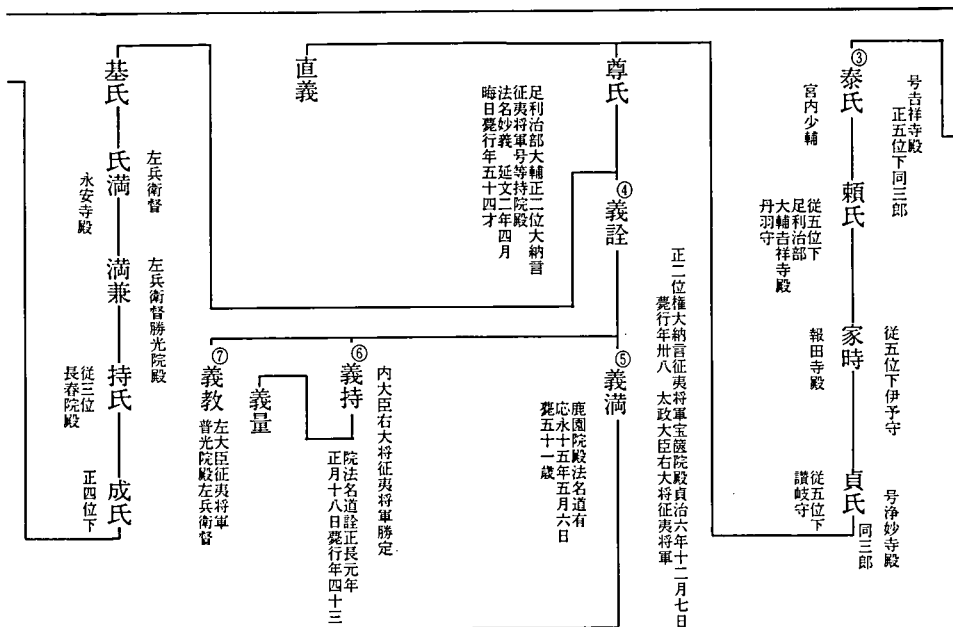 ③
泰氏
号吉祥寺殿
正五位下同三郎
宮内少輔
頼氏
従五位下
足利治部
大輔吉祥寺殿
丹羽守
家時
従五位下伊予守
報田寺殿
貞氏
号浄妙寺殿
同三郎
従五位下
讃岐守
尊氏
足利治部大輔正二位大納言
征夷将軍号等持院殿
法名妙義　延文二年四月
晦日薨行年五十四才
直義
④
義詮
正二位権大納言征夷将軍宝篋院殿貞治六年十二月七日
薨行年卅八　太政大臣右大将征夷将軍
基氏
氏満
左兵衛督
永安寺殿
満兼
左兵衛督勝光院殿
持氏
従三位
長春院殿
成氏
正四位下
⑤
義満
鹿園院殿法名道有
応永十五年五月六日
薨五十一歳
⑥
義持
内大臣右大将征夷将軍勝定
院法名道詮正長元年
正月十八日薨行年四十三
義量
⑦
義教
左大臣征夷将軍
普光院殿左兵衛督